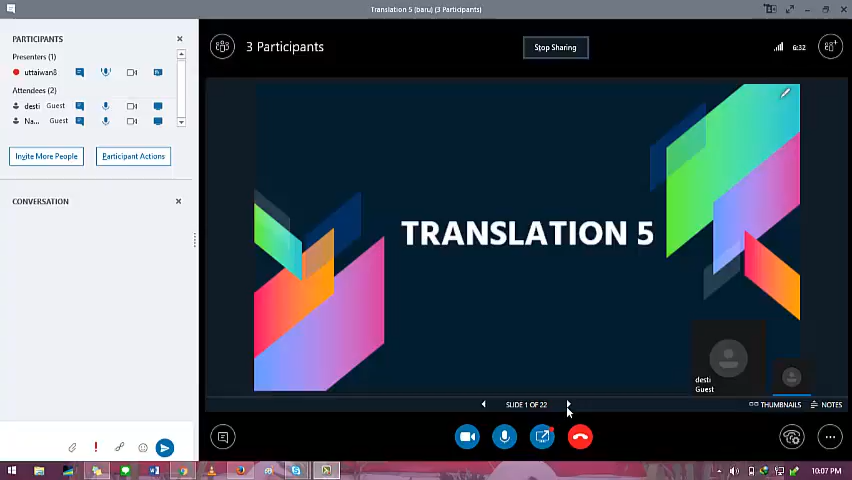 Translation 5 (baru) (3 Participants)
PARTICIPANTS
Presenters (1)
uttaiwan8
Attendees (2)
desti Guest
Na... Guest
Invite More People
Participant Actions
CONVERSATION
3 Participants
Stop Sharing
6:32
TRANSLATION 5
desti
Guest
SLIDE 1 OF 22
THUMBNAILS
NOTES
10:07 PM